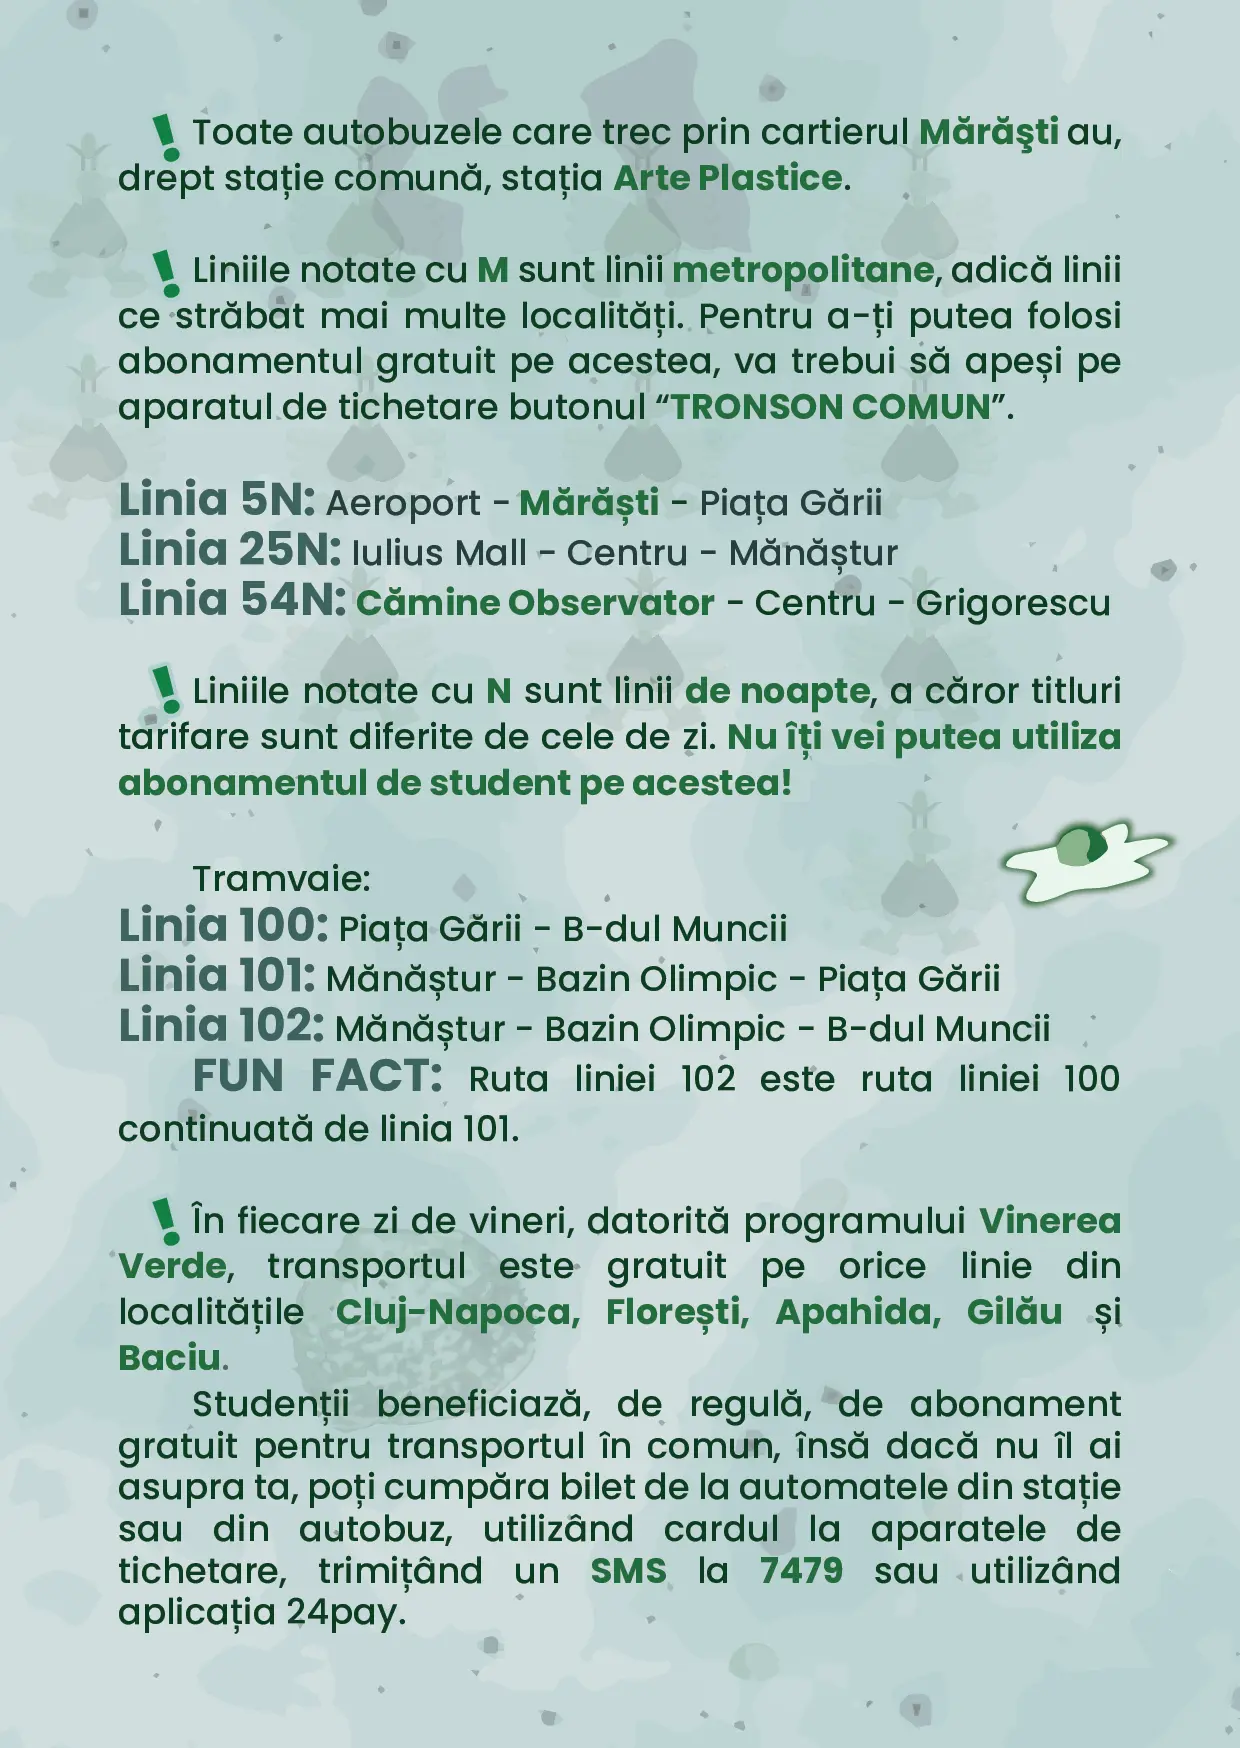 ! Toate autobuzele care trec prin cartierul Mărăşti au,
drept stație comună, stația Arte Plastice.
! Liniile notate cu M sunt linii metropolitane, adică linii
ce străbat mai multe localități. Pentru a-ți putea folosi
abonamentul gratuit pe acestea, va trebui să apeși pe
aparatul de tichetare butonul “TRONSON COMUN”.
Linia 5N: Aeroport - Mărăști - Piața Gării
Linia 25N: Iulius Mall - Centru - Mănăștur
Linia 54N: Cămine Observator - Centru - Grigorescu
! Liniile notate cu N sunt linii de noapte, a căror titluri
tarifare sunt diferite de cele de zi. Nu îți vei putea utiliza
abonamentul de student pe acestea!
Tramvaie:
Linia 100: Piața Gării - B-dul Muncii
Linia 101: Mănăștur - Bazin Olimpic - Piața Gării
Linia 102: Mănăștur - Bazin Olimpic - B-dul Muncii
FUN FACT: Ruta liniei 102 este ruta liniei 100
continuată de linia 101.
! În fiecare zi de vineri, datorită programului Vinerea
Verde, transportul este gratuit pe orice linie din
localitățile Cluj-Napoca, Florești, Apahida, Gilău și
Baciu.
Studenții beneficiază, de regulă, de abonament
gratuit pentru transportul în comun, însă dacă nu îl ai
asupra ta, poți cumpăra bilet de la automatele din stație
sau din autobuz, utilizând cardul la aparatele de
tichetare, trimițând un SMS la 7479 sau utilizând
aplicația 24pay.